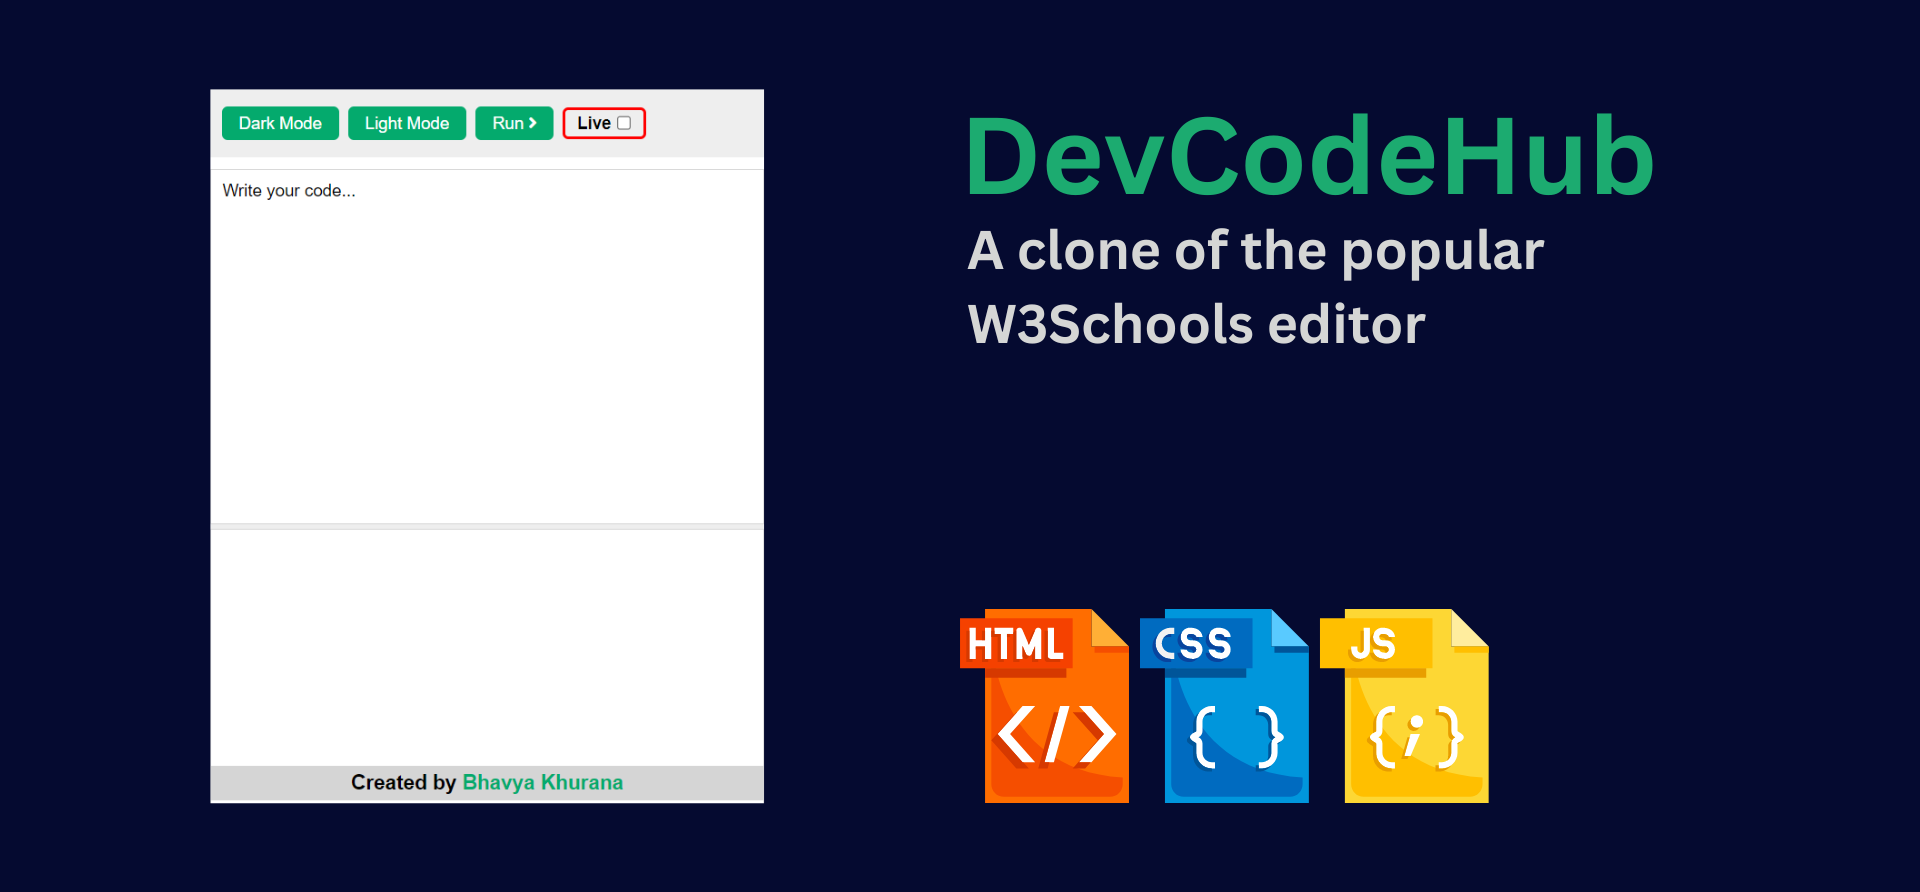 Dark Mode Light Mode Run Live
Write your code...
Created by Bhavya Khurana
DevCodeHub
A clone of the popular
W3Schools editor
HTML CSS JS
</> { } {;}